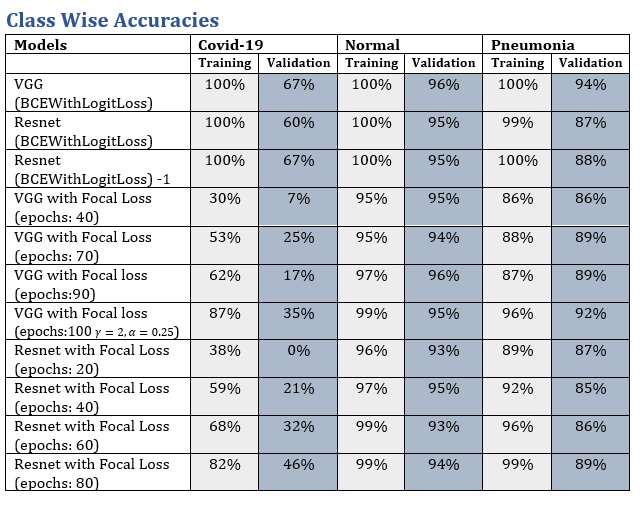 Class Wise Accuracies
Models Covid-19 Normal Pneumonia
Training Validation Training Validation Training Validation
VGG (BCEWithLogitLoss) 100% 67% 100% 96% 100% 94%
Resnet (BCEWithLogitLoss) 100% 60% 100% 95% 99% 87%
Resnet (BCEWithLogitLoss) -1 100% 67% 100% 95% 100% 88%
VGG with Focal Loss (epochs: 40) 30% 7% 95% 95% 86% 86%
VGG with Focal Loss (epochs: 70) 53% 25% 95% 94% 88% 89%
VGG with Focal loss (epochs:90) 62% 17% 97% 96% 87% 89%
VGG with Focal loss (epochs:100 γ = 2, α = 0.25) 87% 35% 99% 95% 96% 92%
Resnet with Focal Loss (epochs: 20) 38% 0% 96% 93% 89% 87%
Resnet with Focal Loss (epochs: 40) 59% 21% 97% 95% 92% 85%
Resnet with Focal Loss (epochs: 60) 68% 32% 99% 93% 96% 86%
Resnet with Focal Loss (epochs: 80) 82% 46% 99% 94% 99% 89%